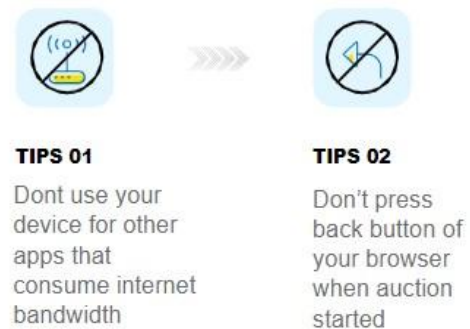 TIPS 01
Dont use your
device for other
apps that
consume internet
bandwidth
TIPS 02
Don't press
back button of
your browser
when auction
started